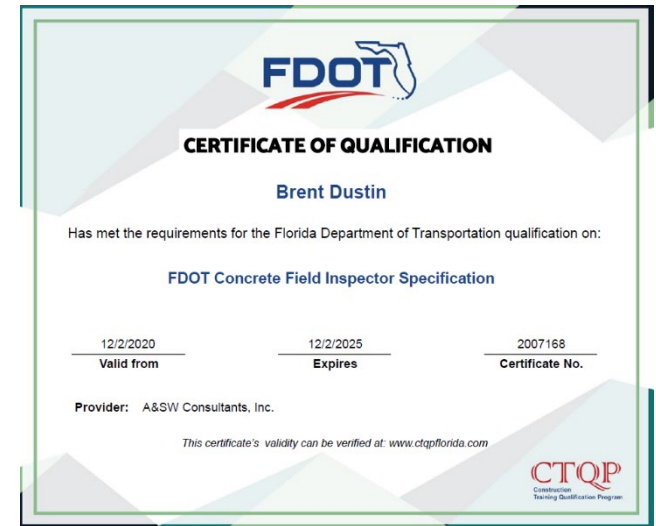 FDOT
CERTIFICATE OF QUALIFICATION
Brent Dustin
Has met the requirements for the Florida Department of Transportation qualification on:
FDOT Concrete Field Inspector Specification
12/2/2020 12/2/2025 2007168
Valid from Expires Certificate No.
Provider: A&SW Consultants, Inc.
This certificate's validity can be verified at: www.ctqpflorida.com
CTQP
Construction
Training Qualification Program